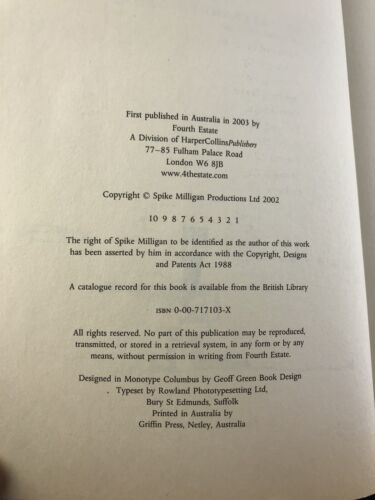 First published in Australia in 2003 by
Fourth Estate
A Division of HarperCollinsPublishers
77–85 Fulham Palace Road
London W6 8JB
www.4thestate.com
Copyright © Spike Milligan Productions Ltd 2002
10 9 8 7 6 5 4 3 2 1
The right of Spike Milligan to be identified as the author of this work
has been asserted by him in accordance with the Copyright, Designs
and Patents Act 1988
A catalogue record for this book is available from the British Library
ISBN 0-00-717103-X
All rights reserved. No part of this publication may be reproduced,
transmitted, or stored in a retrieval system, in any form or by any
means, without permission in writing from Fourth Estate.
Designed in Monotype Columbus by Geoff Green Book Design
Typeset by Rowland Phototypesetting Ltd,
Bury St Edmunds, Suffolk
Printed in Australia by
Griffin Press, Netley, Australia